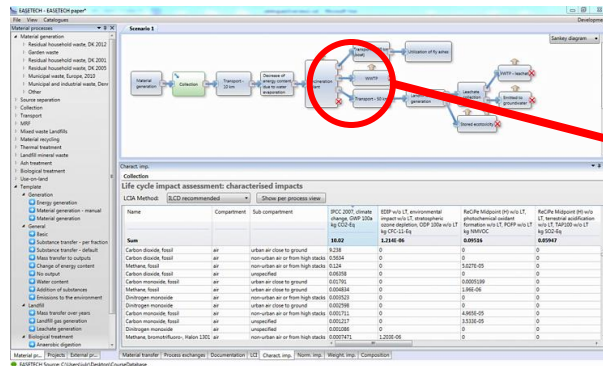 EASETECH - EASETECH paper*
File View Catalogues
Developme
Material processes
Scenario 1
Sankey diagram
Material generation
Residual household waste, DK 2012
Garden waste
Residual household waste, DK 2001
Residual household waste, DK 2005
Municipal waste, Europe, 2010
Municipal and industrial waste, Denm
Other
Source separation
Collection
Transport
MRF
Mixed waste Landfills
Material recycling
Thermal treatment
Landfill mineral waste
Ash treatment
Biological treatment
Use-on-land
Template
Generation
Energy generation
Material generation - manual
Material generation
General
Basic
Substance transfer - per fraction
Substance transfer - default
Mass transfer to outputs
Change of energy content
No output
Water content
Addition of substances
Emissions to the environment
Landfill
Mass transfer over years
Landfill gas generation
Leachate generation
Biological treatment
Anaerobic digestion
Material generation
Collection
Transport - 10 km
Decrease of energy content due to water evaporation
Utilization of fly ashes
WWTP
Transport - 50 km
generation
Leachate collection
WWTP - leachate
Emitted to groundwater
Stored ecotoxicity
Charact. imp.
Collection
Life cycle impact assessment: characterised impacts
LCIA Method: ILCD recommended Show per process view
Name Compartment Sub compartment IPCC 2007, climate change, GWP 100a kg CO2-Eq EDIP w/o LT, environmental impact w/o LT, stratospheric ozone depletion, ODP 100a w/o LT kg CFC-11-Eq ReCiPe Midpoint (H) w/o LT, photochemical oxidant formation w/o LT, POFP w/o LT kg NMVOC ReCiPe Midpoint (H) w/o LT, terrestrial acidification w/o LT, TAP100 w/o LT kg SO2-Eq
Sum 10.02 1.214E-06 0.09516 0.05947
Carbon dioxide, fossil air urban air close to ground 9.238 0 0 0
Carbon dioxide, fossil air non-urban air or from high stacks 0.5634 0 0 0
Methane, fossil air non-urban air or from high stacks 0.124 0 5.027E-05 0
Carbon dioxide, fossil air unspecified 0.06358 0 0 0
Carbon monoxide, fossil air urban air close to ground 0.01791 0 0.0005199 0
Methane, fossil air urban air close to ground 0.004834 0 1.96E-06 0
Dinitrogen monoxide air non-urban air or from high stacks 0.003523 0 0 0
Dinitrogen monoxide air urban air close to ground 0.002598 0 0 0
Carbon monoxide, fossil air non-urban air or from high stacks 0.001711 0 4.965E-05 0
Carbon monoxide, fossil air unspecified 0.001217 0 3.533E-05 0
Dinitrogen monoxide air unspecified 0.001086 0 0 0
Methane, bromotrifluoro-, Halon 1301 air non-urban air or from high stacks 0.0007471 1.203E-06 0 0
Material pr... Projects External pr...
Material transfer Process exchanges Documentation LCI Charact. imp. Norm. imp. Weight. imp. Composition